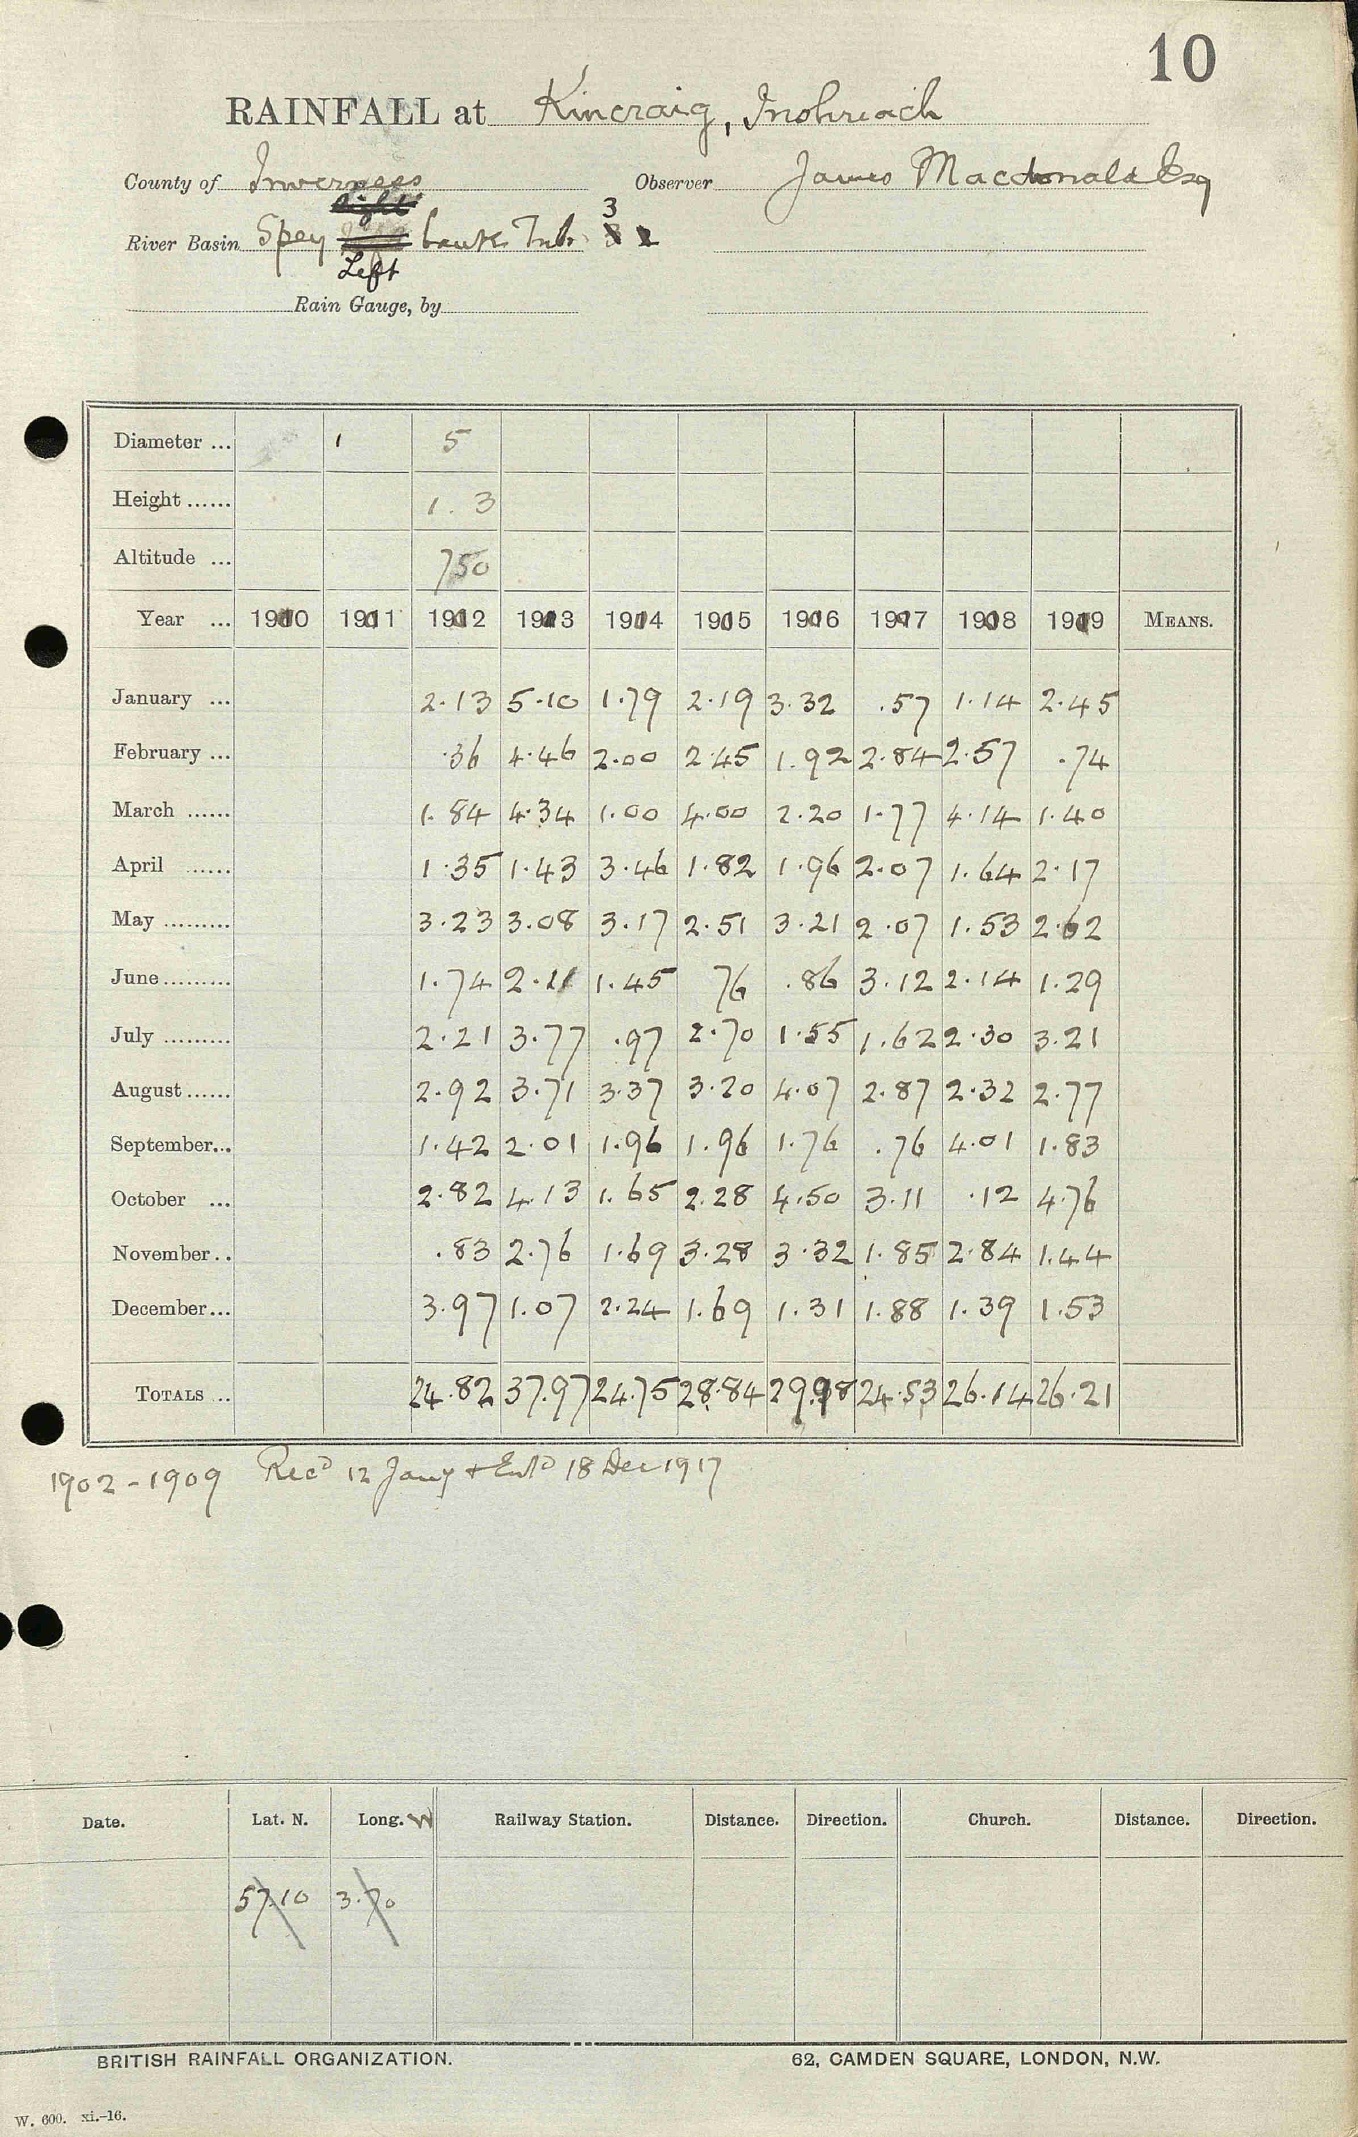 10
RAINFALL at Kincraig, Inshriach
County of Inverness Observer James Macdonald Esq
right
River Basin Spey bank Trib. 3 2
Left
Rain Gauge, by
Diameter ... 5
Height ...... 1.3
Altitude ... 750
Year ... 1900 1901 1902 1903 1904 1905 1906 1907 1908 1909 MEANS.
January ... 2.13 5.10 1.79 2.19 3.32 .57 1.14 2.45
February ... .36 4.46 2.00 2.45 1.92 2.84 2.57 .74
March ...... 1.84 4.34 1.00 4.00 2.20 1.77 4.14 1.40
April ...... 1.35 1.43 3.46 1.82 1.96 2.07 1.64 2.17
May ......... 3.23 3.08 3.17 2.51 3.21 2.07 1.53 2.62
June ......... 1.74 2.11 1.45 76 .86 3.12 2.14 1.29
July ......... 2.21 3.77 .97 2.70 1.55 1.62 2.30 3.21
August ...... 2.92 3.71 3.37 3.20 4.07 2.87 2.32 2.77
September... 1.42 2.01 1.96 1.96 1.76 .76 4.01 1.83
October ... 2.82 4.13 1.65 2.28 4.50 3.11 .12 4.76
November .. .83 2.76 1.69 3.28 3.32 1.85 2.84 1.44
December... 3.97 1.07 2.24 1.69 1.31 1.88 1.39 1.53
TOTALS ... 24.82 37.97 24.75 28.84 29.98 24.53 26.14 26.21
1902-1909 Recd 12 Jany & Entd 18 Dec 1917
Date. Lat. N. Long. W Railway Station. Distance. Direction. Church. Distance. Direction.
57.10 3.70
BRITISH RAINFALL ORGANIZATION. 62, CAMDEN SQUARE, LONDON, N.W.
W. 600. xi.-16.